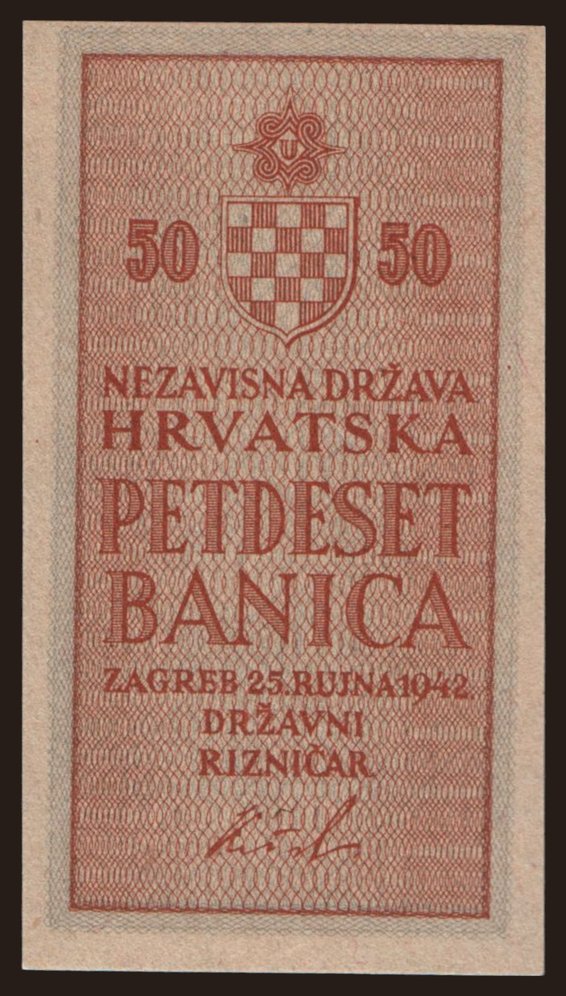 U
50 50
NEZAVISNA DRŽAVA
HRVATSKA
PETDESET
BANICA
ZAGREB 25. RUJNA 1942.
DRŽAVNI
RIZNIČAR